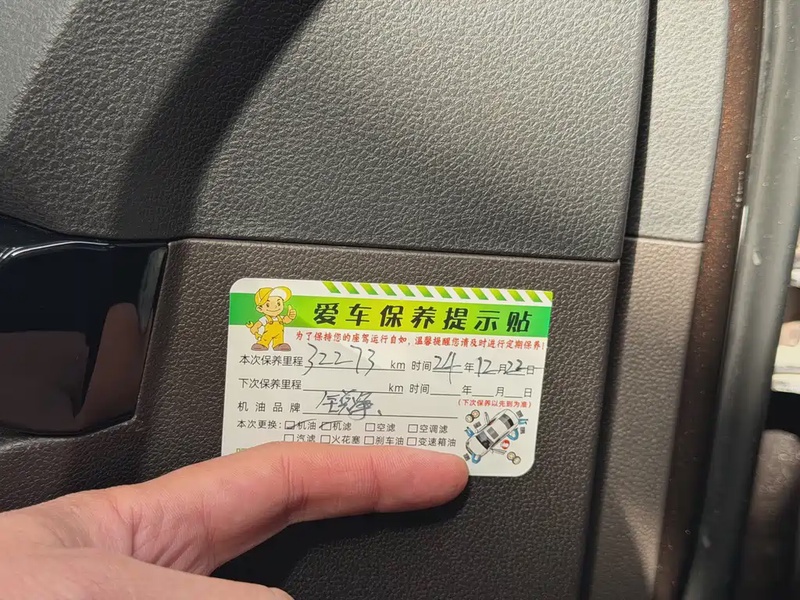 爱车保养提示贴
为了保持您的座驾运行自如，温馨提醒您请及时进行定期保养!
本次保养里程 32273 km 时间 24 年 12 月 22 日
下次保养里程 km 时间 年 月 日
(下次保养以先到为准)
机油品牌
本次更换: ☑机油 ☑机滤 □空滤 □空调滤
□汽滤 □火花塞 □刹车油 □变速箱油